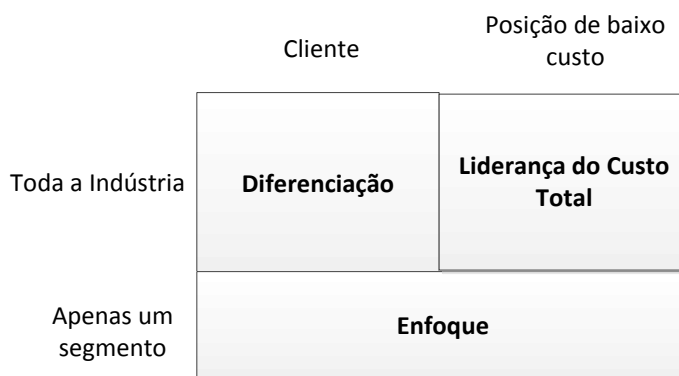 Cliente
Posição de baixo
custo
Toda a Indústria
Diferenciação
Liderança do Custo
Total
Apenas um
segmento
Enfoque